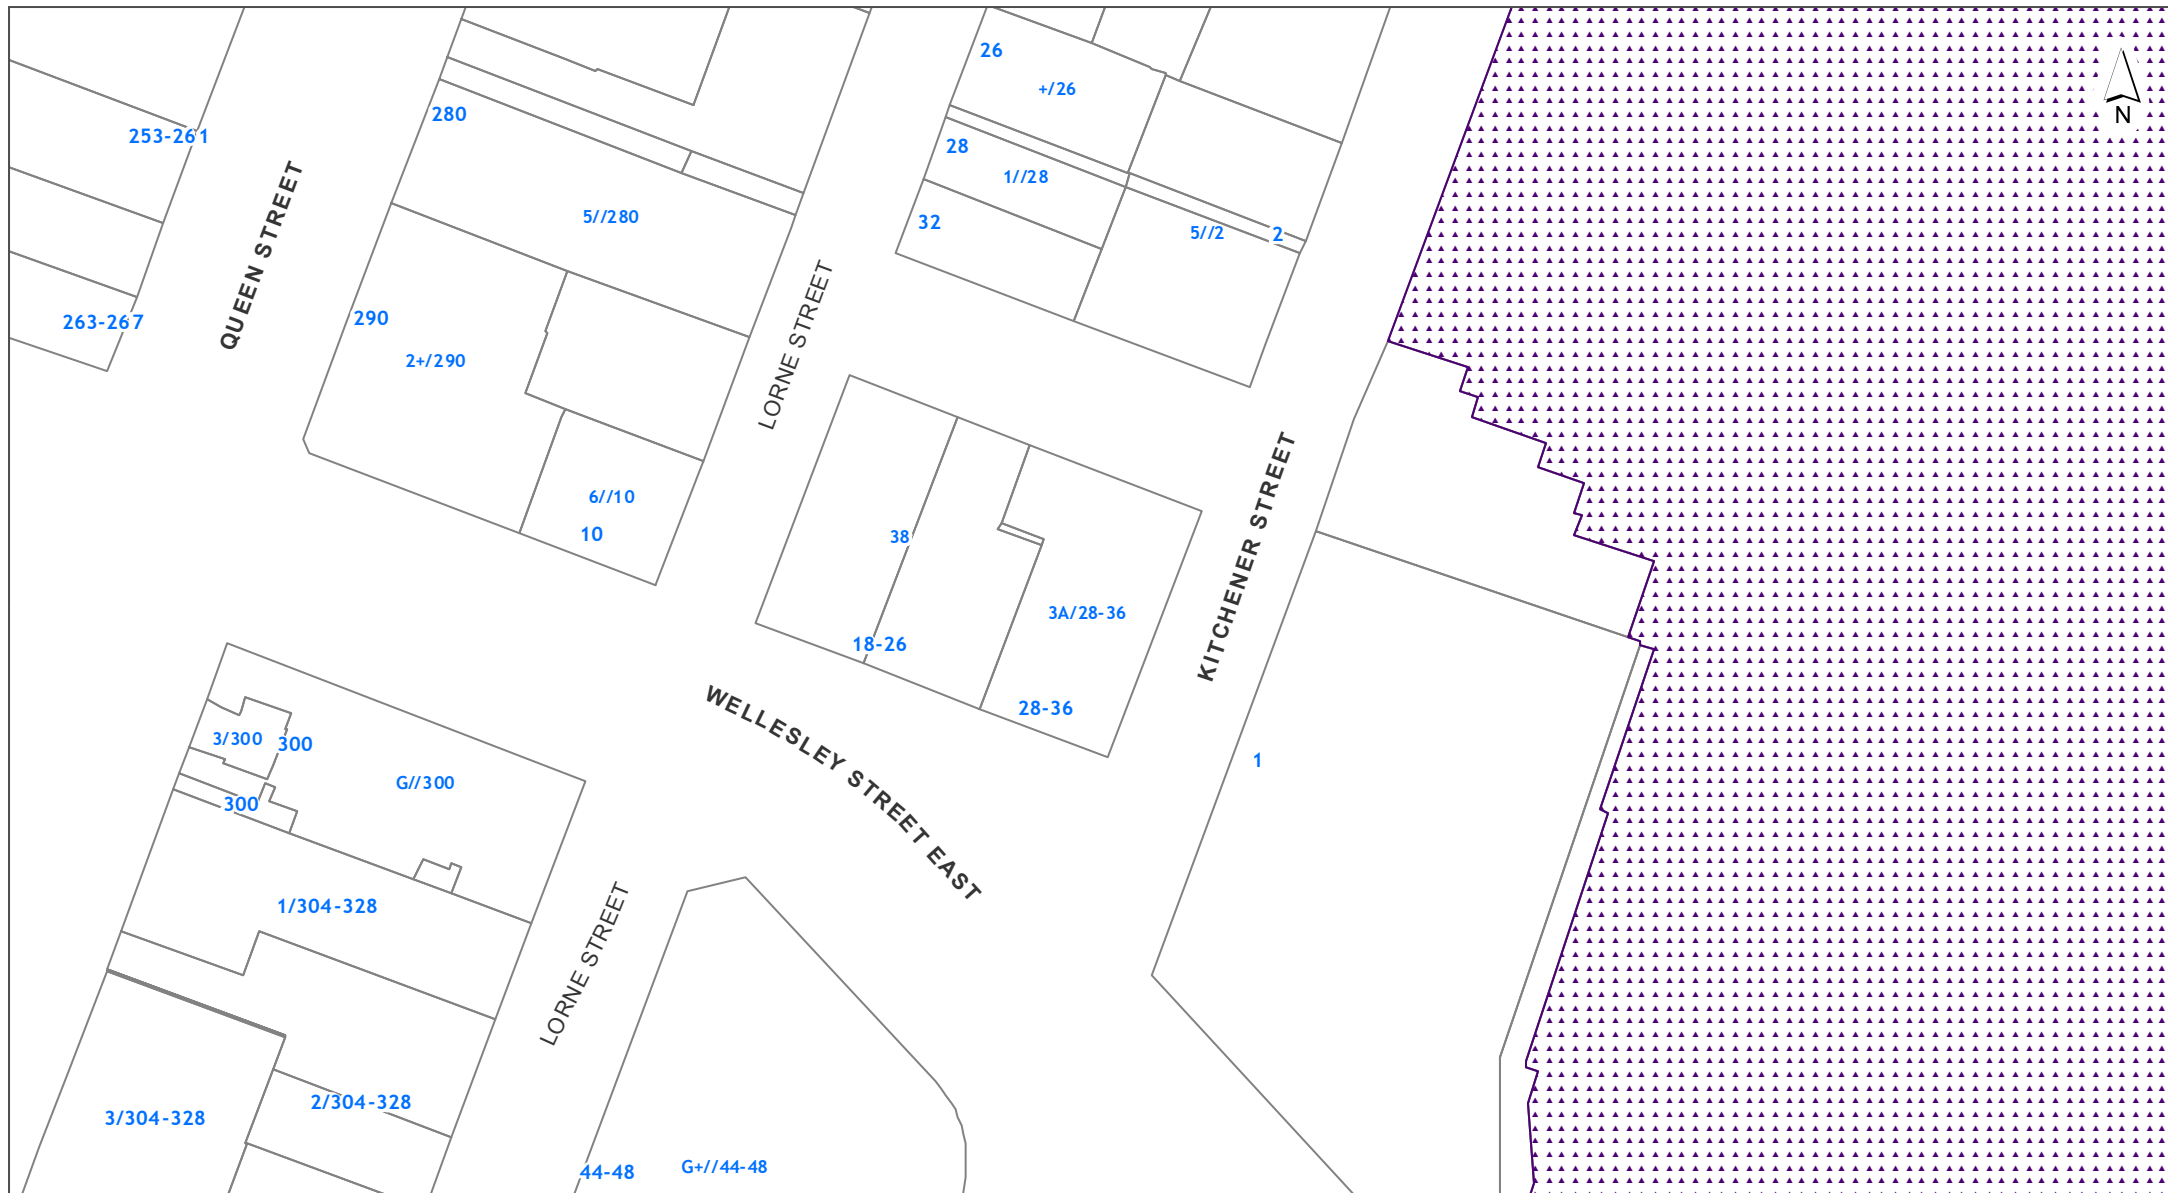 26
+/26
N
280
253-261
28
1//28
5//280
32
5//2
2
QUEEN STREET
LORNE STREET
290
263-267
2+/290
6//10
10
38
KITCHENER STREET
3A/28-36
18-26
28-36
WELLESLEY STREET EAST
3/300
300
1
G//300
300
1/304-328
LORNE STREET
2/304-328
3/304-328
44-48
G+//44-48